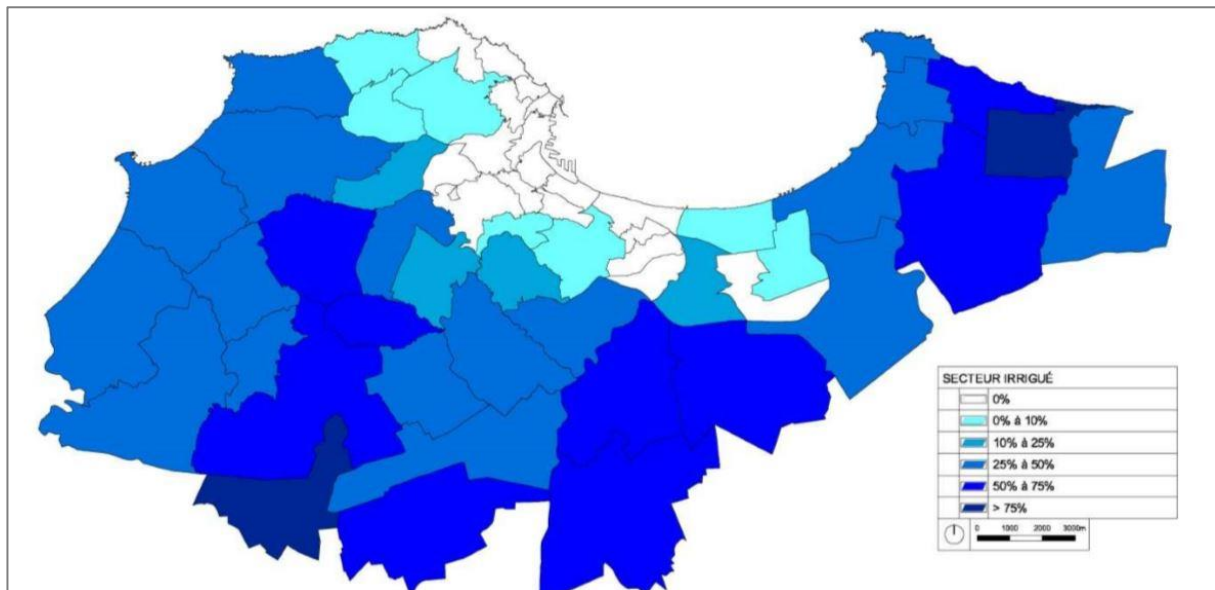 SECTEUR IRRIGUÉ
0%
0% à 10%
10% à 25%
25% à 50%
50% à 75%
> 75%
0 1000 2000 3000m